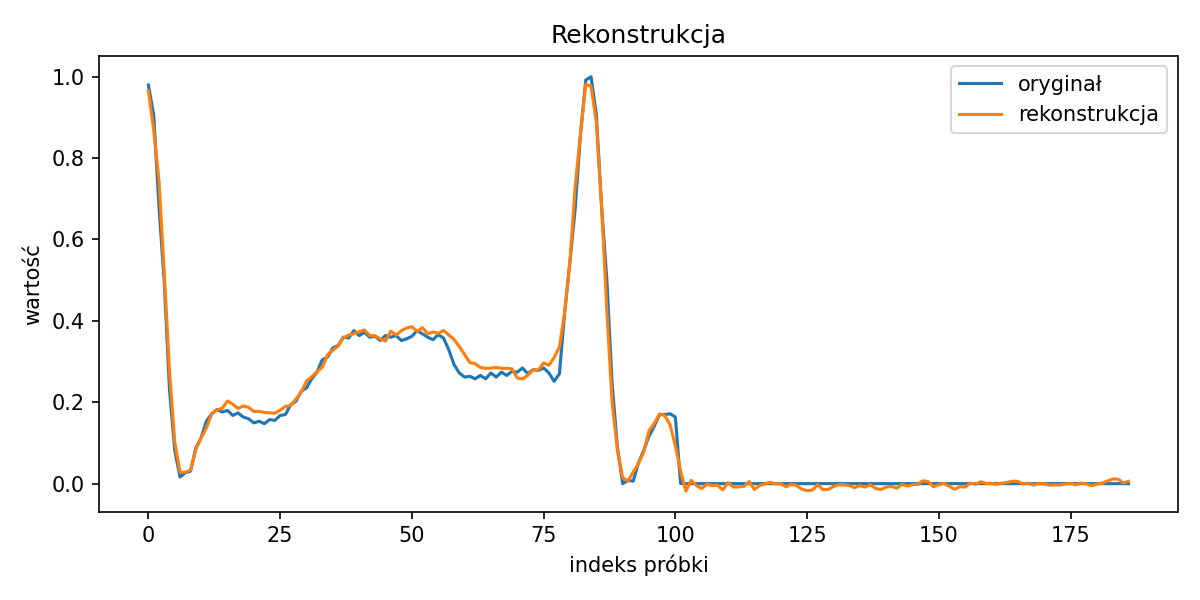 Rekonstrukcja
oryginał
rekonstrukcja
wartość
1.0
0.8
0.6
0.4
0.2
0.0
0 25 50 75 100 125 150 175
indeks próbki